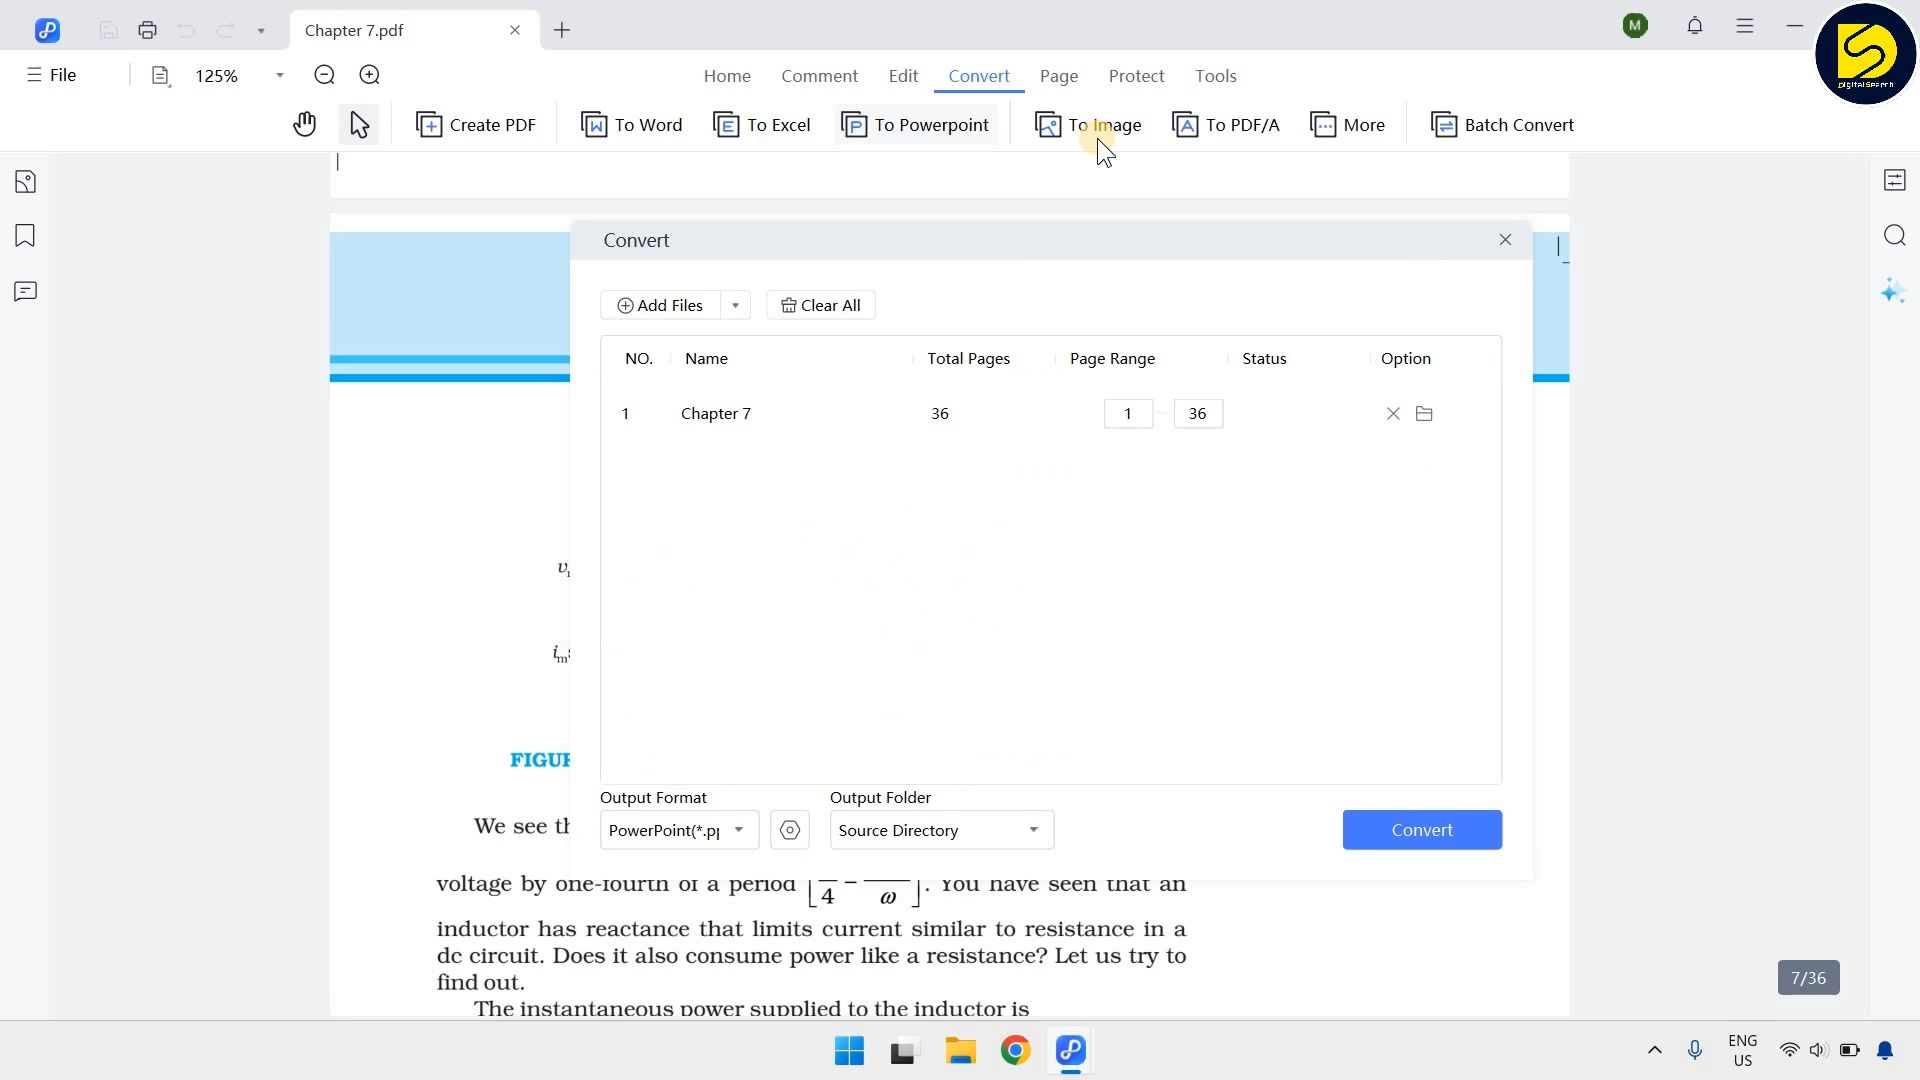 Chapter 7.pdf
M
DigitalSearch
File
125%
Home
Comment
Edit
Convert
Page
Protect
Tools
Create PDF
To Word
To Excel
To Powerpoint
To Image
To PDF/A
More
Batch Convert
Convert
Add Files
Clear All
NO.
Name
Total Pages
Page Range
Status
Option
1
Chapter 7
36
1
36
v
i m
FIGUR
Output Format
Output Folder
PowerPoint(*.pp
Source Directory
Convert
We see th
voltage by one-fourth of a period [ 4 − ω ]. You have seen that an
inductor has reactance that limits current similar to resistance in a
dc circuit. Does it also consume power like a resistance? Let us try to
find out.
The instantaneous power supplied to the inductor is
7/36
ENG
US